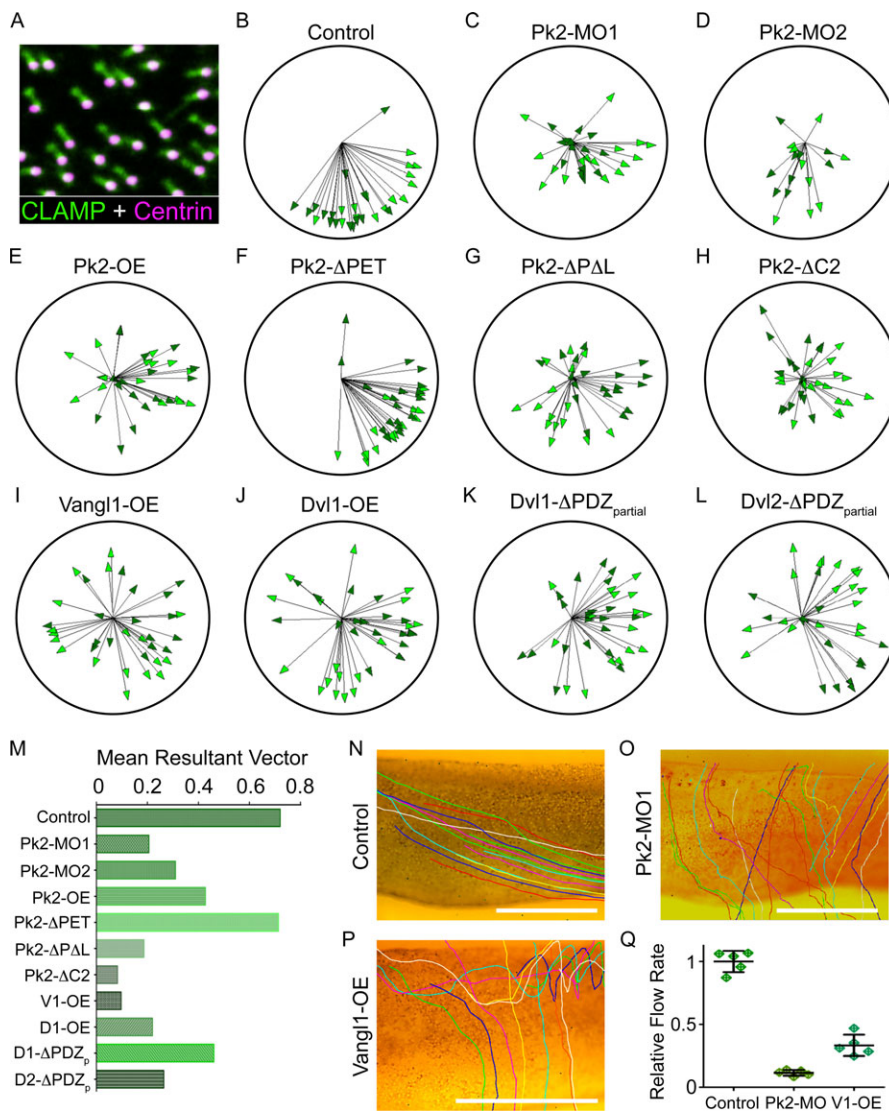 A
CLAMP + Centrin
B
Control
C
Pk2-MO1
D
Pk2-MO2
E
Pk2-OE
F
Pk2-ΔPET
G
Pk2-ΔPΔL
H
Pk2-ΔC2
I
Vangl1-OE
J
Dvl1-OE
K
Dvl1-ΔPDZpartial
L
Dvl2-ΔPDZpartial
M
Mean Resultant Vector
0 0.2 0.4 0.6 0.8
Control
Pk2-MO1
Pk2-MO2
Pk2-OE
Pk2-ΔPET
Pk2-ΔPΔL
Pk2-ΔC2
V1-OE
D1-OE
D1-ΔPDZp
D2-ΔPDZp
N
Control
O
Pk2-MO1
P
Vangl1-OE
Q
Relative Flow Rate
1
0.5
0
Control Pk2-MO V1-OE